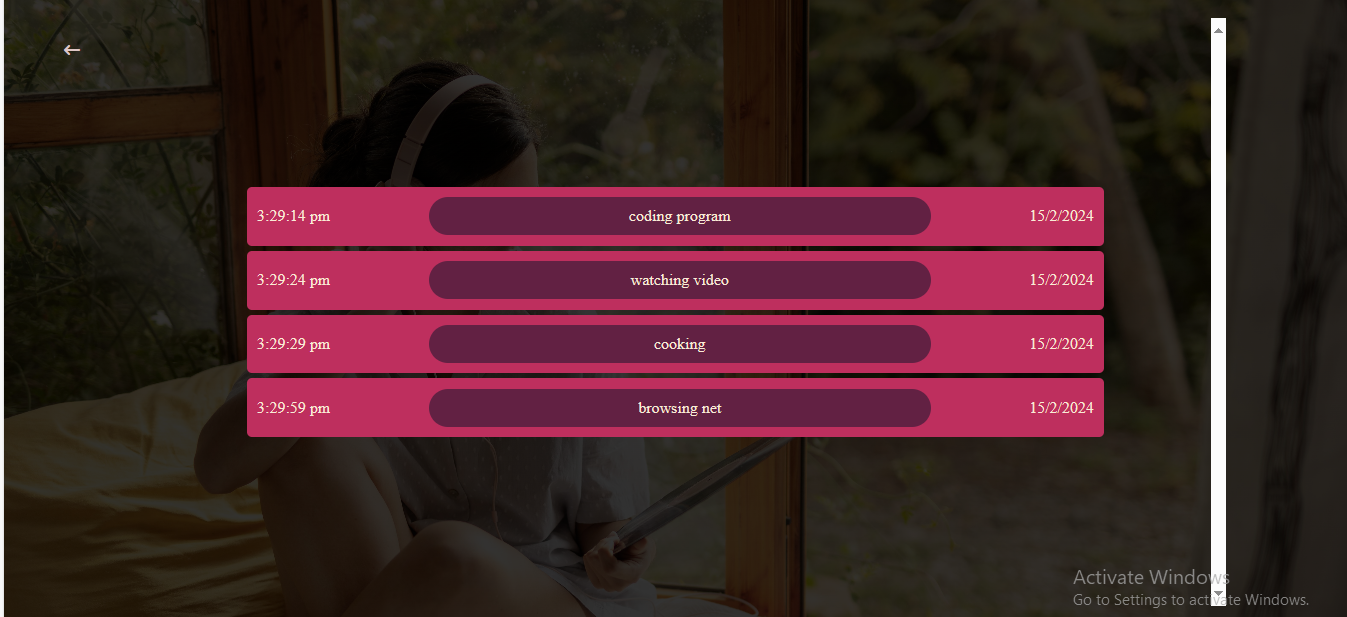 ←
3:29:14 pm coding program 15/2/2024
3:29:24 pm watching video 15/2/2024
3:29:29 pm cooking 15/2/2024
3:29:59 pm browsing net 15/2/2024
Activate Windows
Go to Settings to activate Windows.